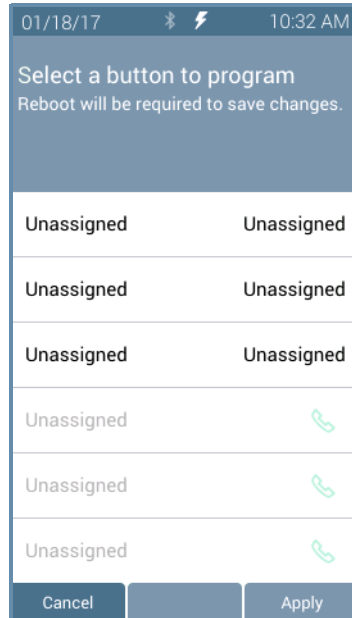 01/18/17 10:32 AM
Select a button to program
Reboot will be required to save changes.
Unassigned Unassigned
Unassigned Unassigned
Unassigned Unassigned
Unassigned
Unassigned
Unassigned
Cancel Apply